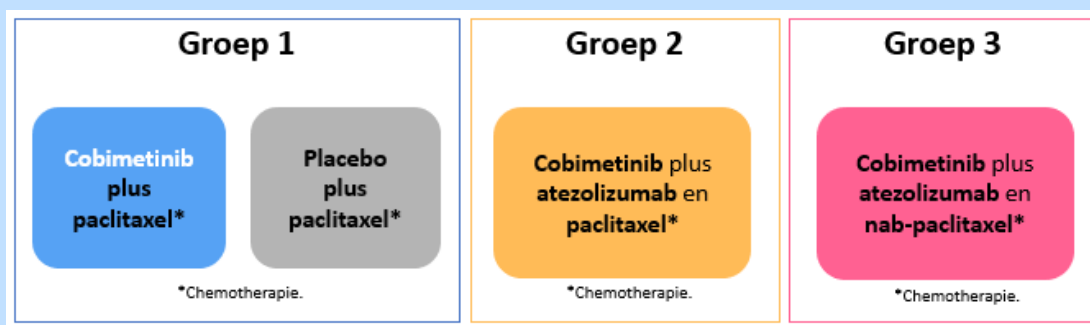 Groep 1
Cobimetinib
plus
paclitaxel*
Placebo
plus
paclitaxel*
*Chemotherapie.
Groep 2
Cobimetinib plus
atezolizumab en
paclitaxel*
*Chemotherapie.
Groep 3
Cobimetinib plus
atezolizumab en
nab-paclitaxel*
*Chemotherapie.